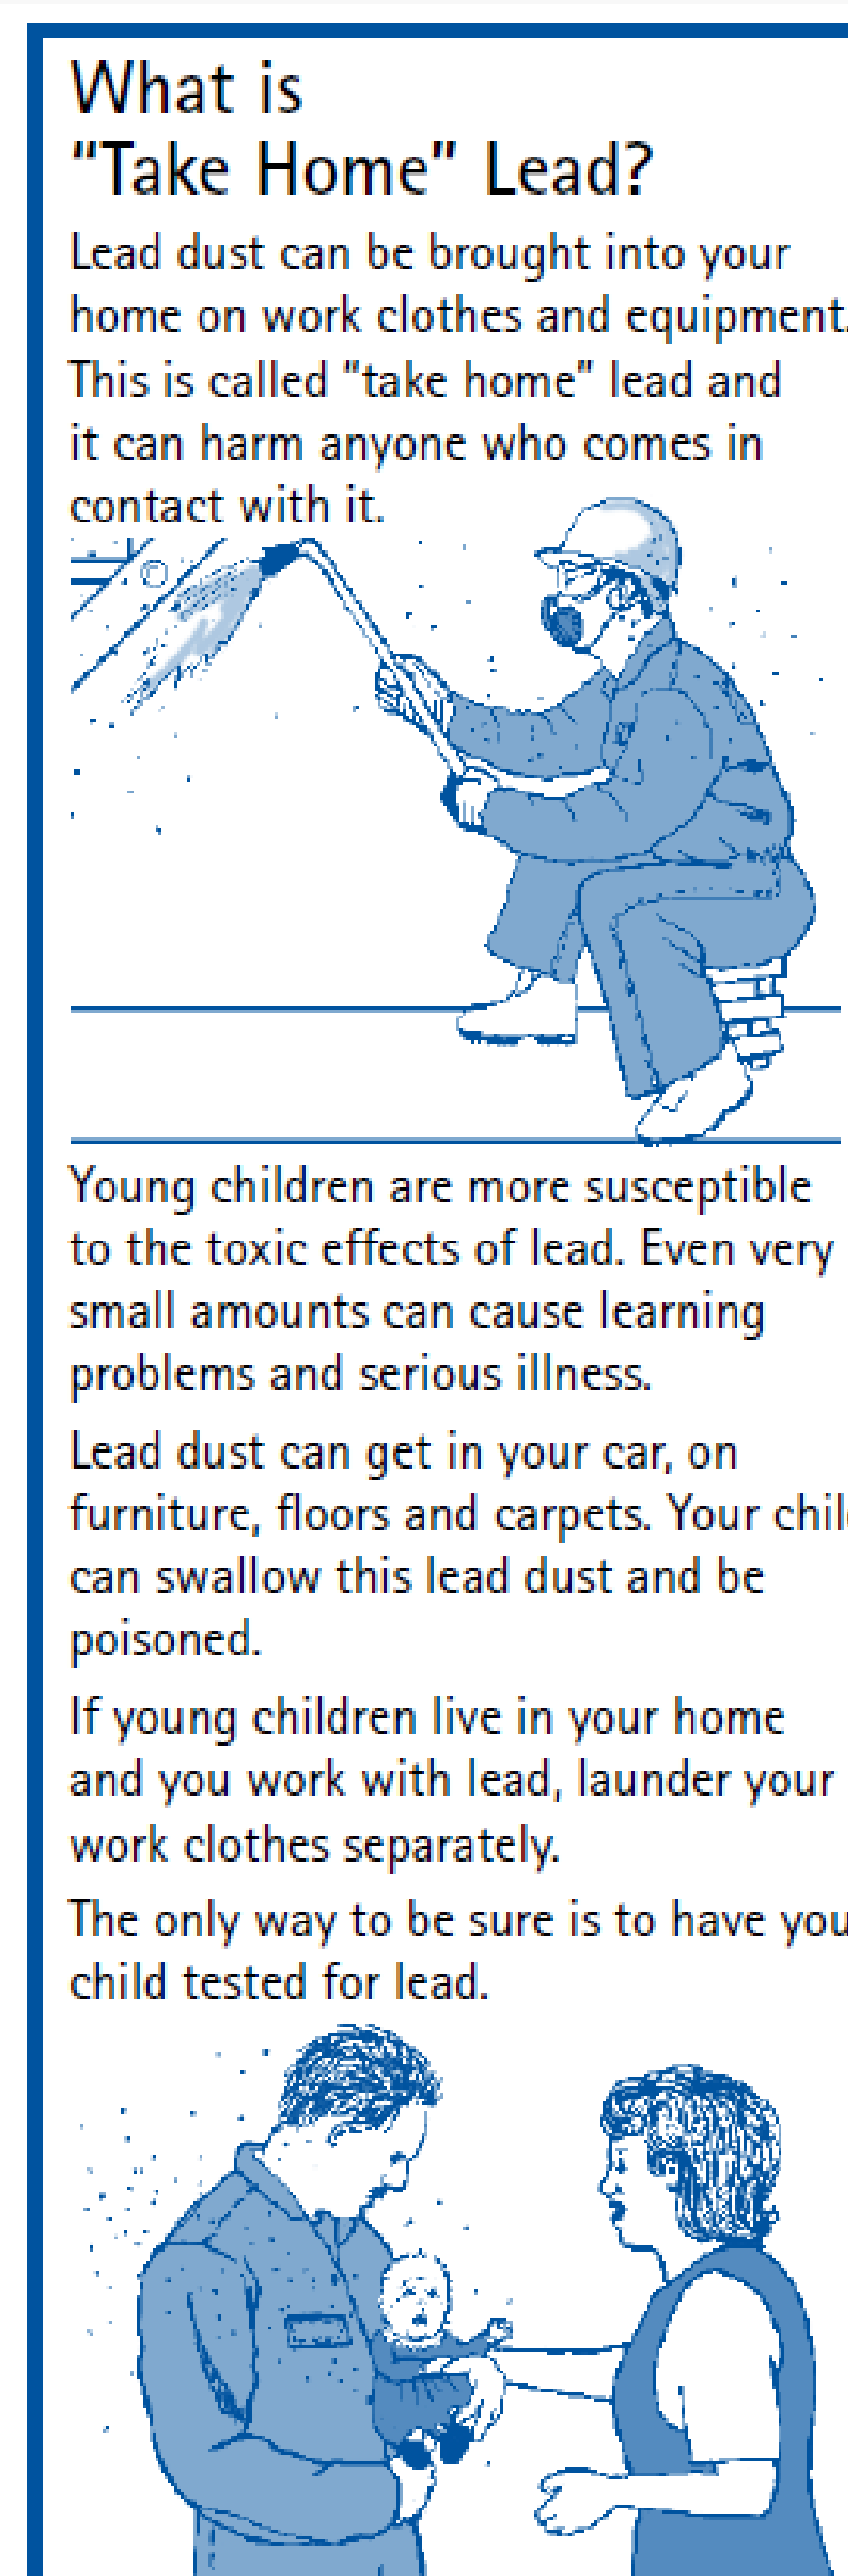 What is
“Take Home” Lead?
Lead dust can be brought into your
home on work clothes and equipment.
This is called “take home” lead and
it can harm anyone who comes in
contact with it.
©
Young children are more susceptible
to the toxic effects of lead. Even very
small amounts can cause learning
problems and serious illness.
Lead dust can get in your car, on
furniture, floors and carpets. Your chil
can swallow this lead dust and be
poisoned.
If young children live in your home
and you work with lead, launder your
work clothes separately.
The only way to be sure is to have you
child tested for lead.